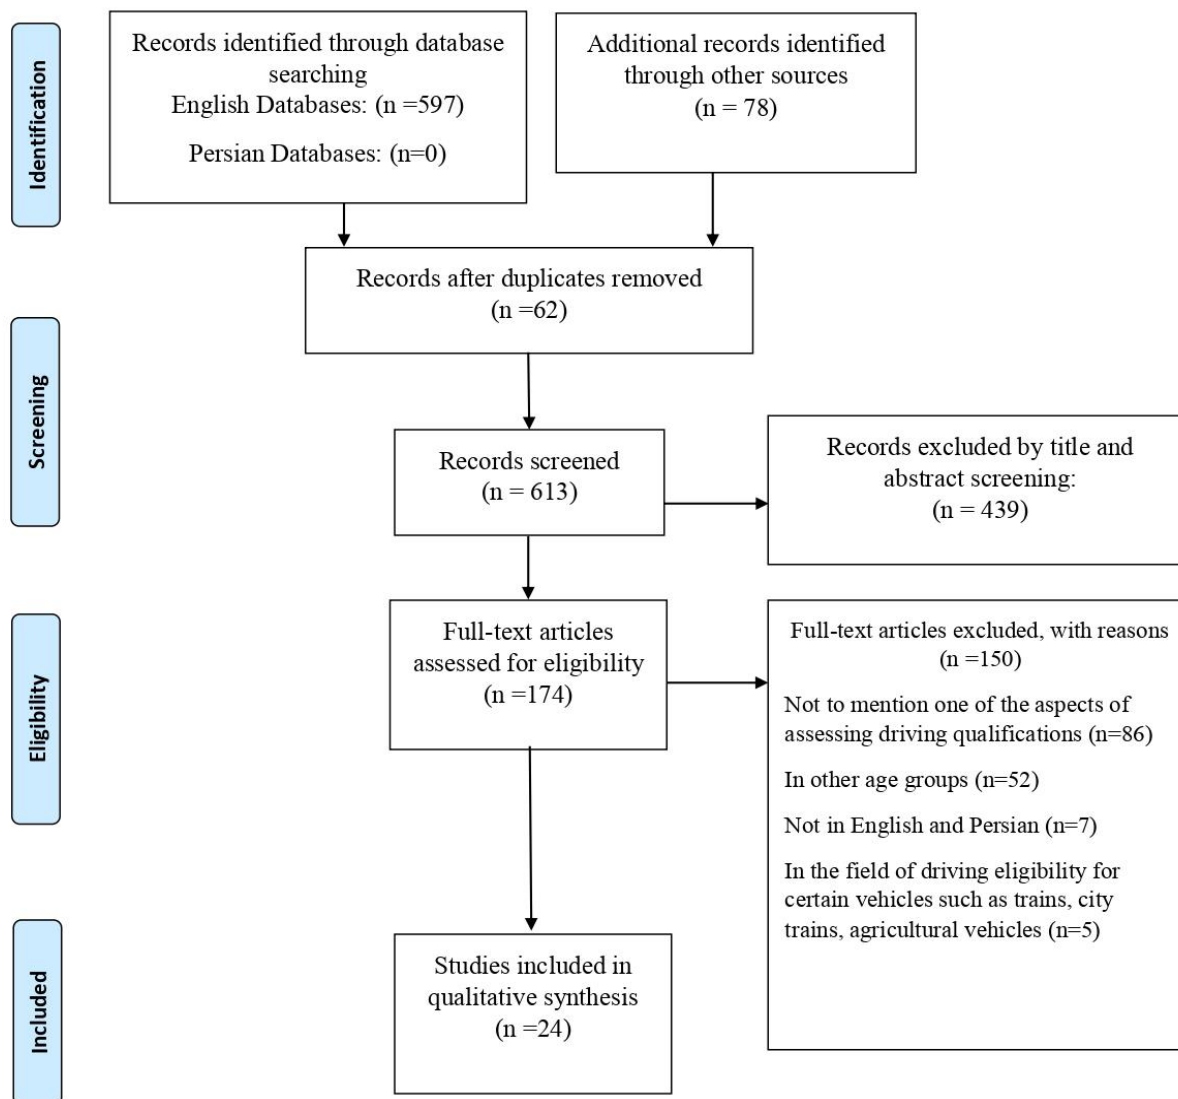 Identification
Records identified through database
searching
English Databases: (n =597)
Persian Databases: (n=0)
Additional records identified
through other sources
(n = 78)
Records after duplicates removed
(n =62)
Screening
Records screened
(n = 613)
Records excluded by title and
abstract screening:
(n = 439)
Eligibility
Full-text articles
assessed for eligibility
(n =174)
Full-text articles excluded, with reasons
(n =150)
Not to mention one of the aspects of
assessing driving qualifications (n=86)
In other age groups (n=52)
Not in English and Persian (n=7)
In the field of driving eligibility for
certain vehicles such as trains, city
trains, agricultural vehicles (n=5)
Included
Studies included in
qualitative synthesis
(n =24)